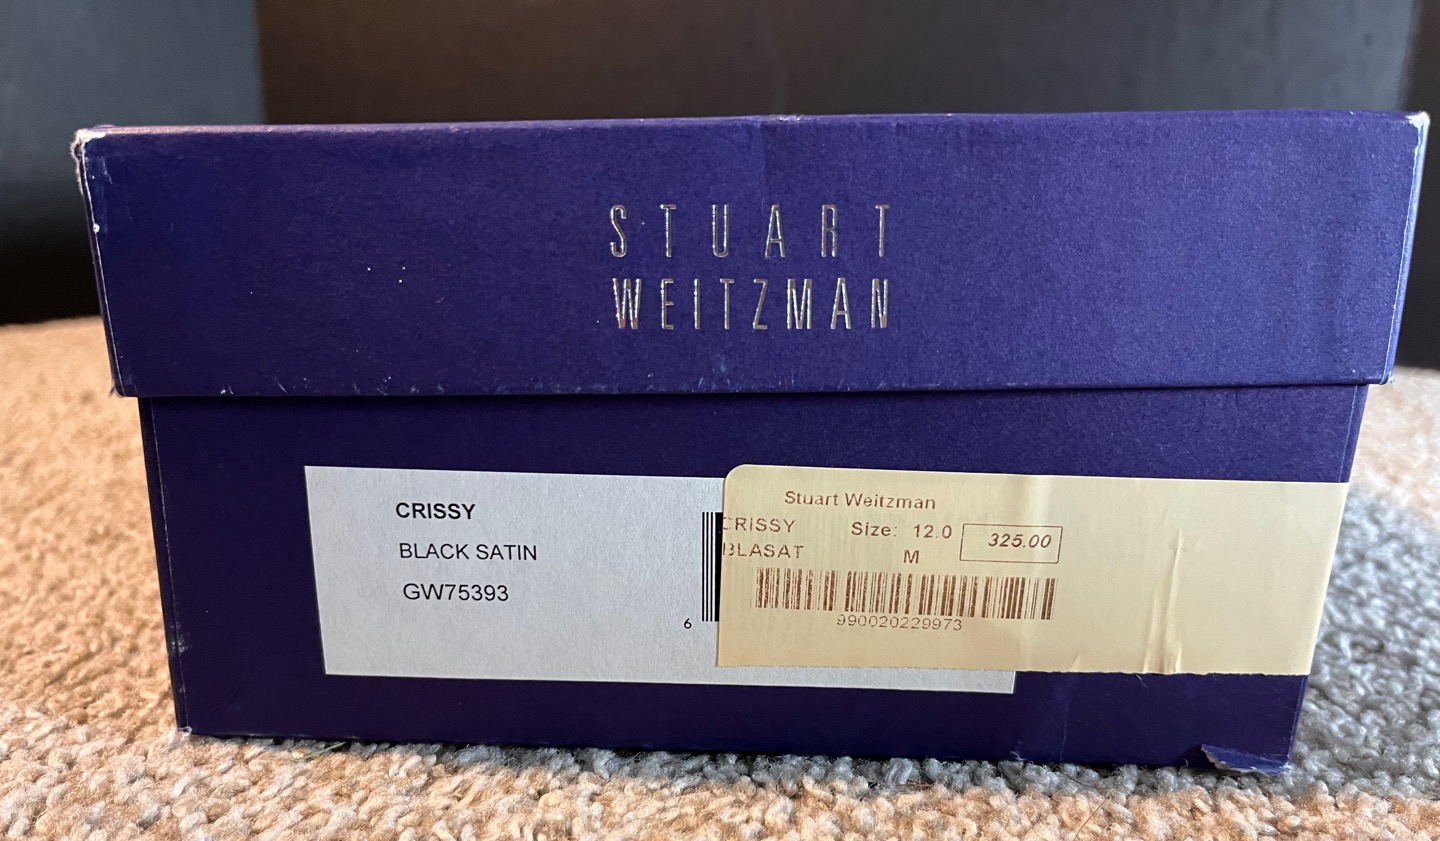 STUART
WEITZMAN
CRISSY
BLACK SATIN
GW75393
6
Stuart Weitzman
CRISSY Size: 12.0 325.00
BLASAT M
990020229973